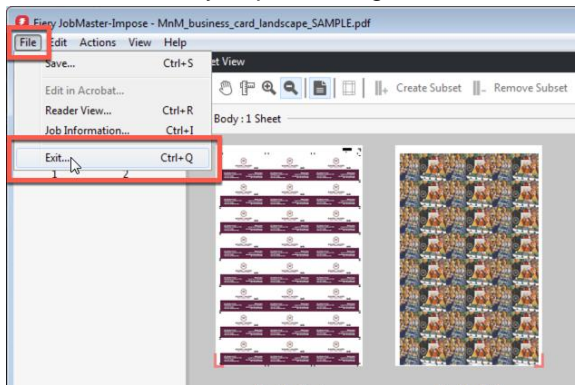 Fiery JobMaster-Impose - MnM_business_card_landscape_SAMPLE.pdf
File Edit Actions View Help
Save... Ctrl+S
et View
Edit in Acrobat...
Create Subset
Remove Subset
Reader View... Ctrl+R
Job Information... Ctrl+I
Body : 1 Sheet
Exit... Ctrl+Q
1 2